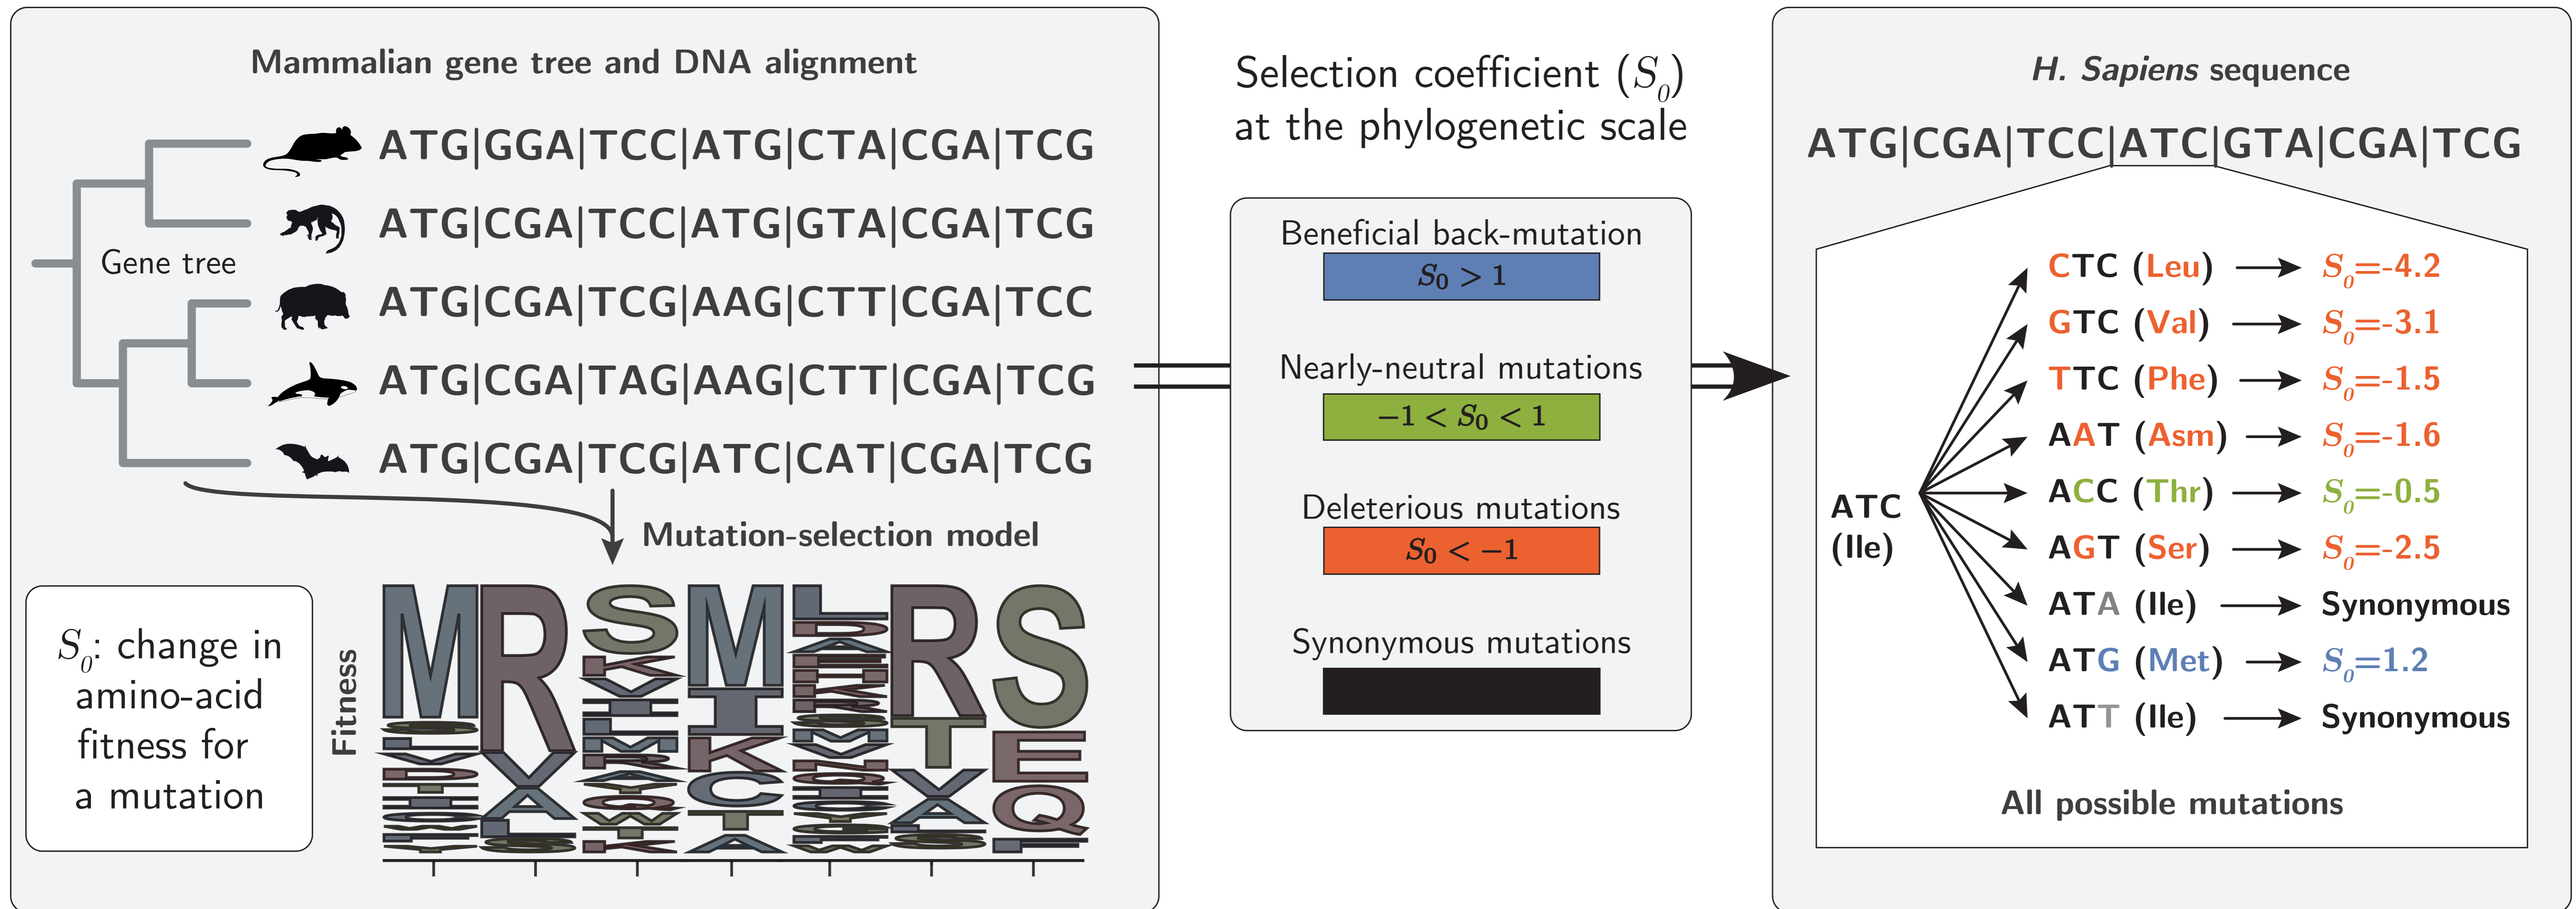 Mammalian gene tree and DNA alignment
ATG|GGA|TCC|ATG|CTA|CGA|TCG
ATG|CGA|TCC|ATG|GTA|CGA|TCG
Gene tree
ATG|CGA|TCG|AAG|CTT|CGA|TCC
ATG|CGA|TAG|AAG|CTT|CGA|TCG
ATG|CGA|TCG|ATC|CAT|CGA|TCG
Mutation-selection model
S₀: change in
amino-acid
fitness for
a mutation
Fitness
M R S M L R S
Selection coefficient (S₀)
at the phylogenetic scale
Beneficial back-mutation
S₀ > 1
Nearly-neutral mutations
−1 < S₀ < 1
Deleterious mutations
S₀ < −1
Synonymous mutations
H. Sapiens sequence
ATG|CGA|TCC|ATC|GTA|CGA|TCG
ATC
(Ile)
CTC (Leu) S₀=-4.2
GTC (Val) S₀=-3.1
TTC (Phe) S₀=-1.5
AAT (Asm) S₀=-1.6
ACC (Thr) S₀=-0.5
AGT (Ser) S₀=-2.5
ATA (Ile) Synonymous
ATG (Met) S₀=1.2
ATT (Ile) Synonymous
All possible mutations